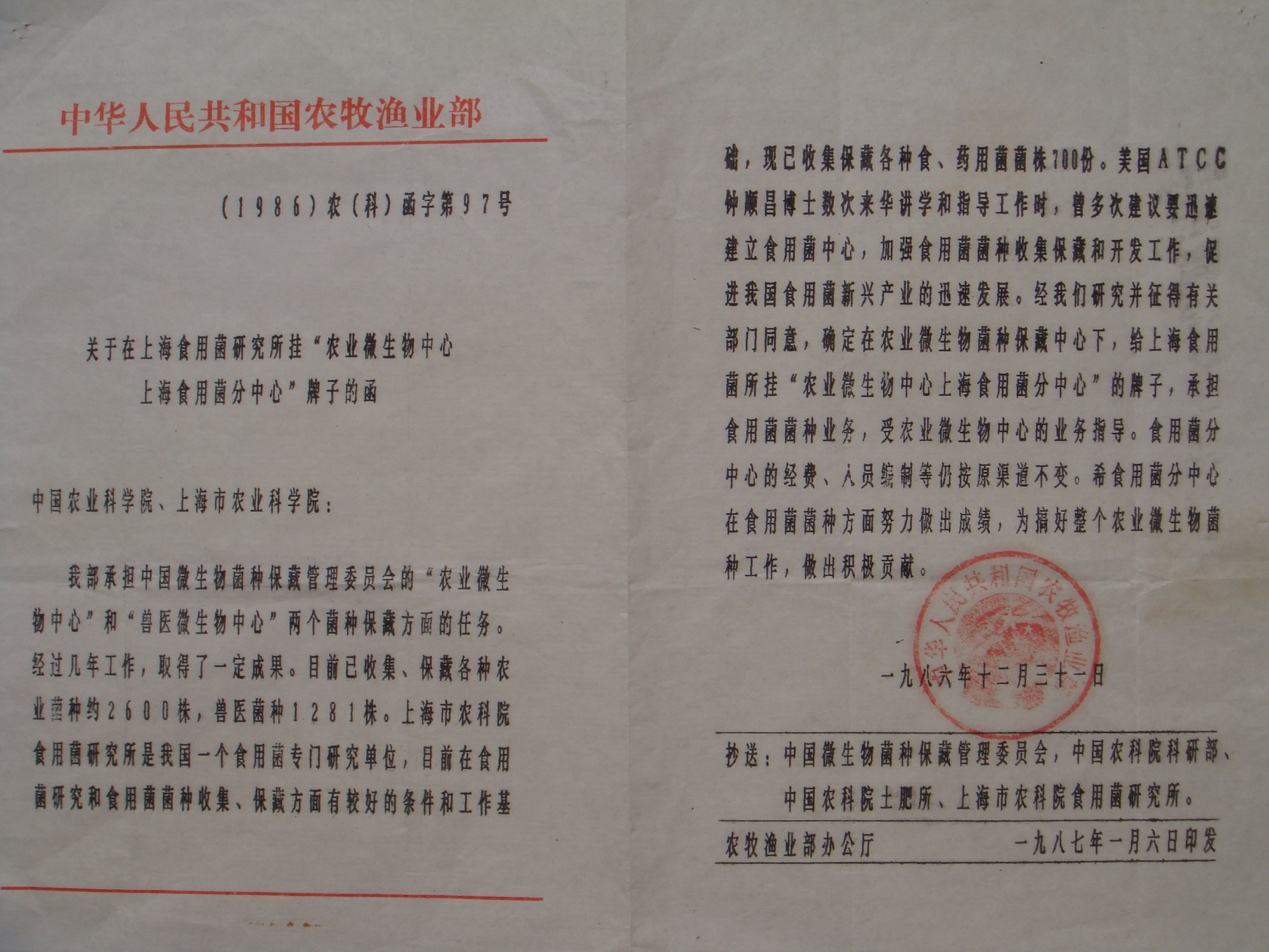 中华人民共和国农牧渔业部
（1986）农（科）函字第97号
关于在上海食用菌研究所挂“农业微生物中心
上海食用菌分中心”牌子的函
中国农业科学院、上海市农业科学院：
我部承担中国微生物菌种保藏管理委员会的“农业微生
物中心”和“兽医微生物中心”两个菌种保藏方面的任务。
经过几年工作，取得了一定成果。目前已收集、保藏各种农
业菌种约2600株，兽医菌种1281株。上海市农科院
食用菌研究所是我国一个食用菌专门研究单位，目前在食用
菌研究和食用菌菌种收集、保藏方面有较好的条件和工作基
础，现已收集保藏各种食、药用菌菌株700份。美国ATCC
钟顺昌博士数次来华讲学和指导工作时，曾多次建议要迅速
建立食用菌中心，加强食用菌菌种收集保藏和开发工作，促
进我国食用菌新兴产业的迅速发展。经我们研究并征得有关
部门同意，确定在农业微生物菌种保藏中心下，给上海食用
菌所挂“农业微生物中心上海食用菌分中心”的牌子，承担
食用菌菌种业务，受农业微生物中心的业务指导。食用菌分
中心的经费、人员编制等仍按原渠道不变。希食用菌分中心
在食用菌菌种方面努力做出成绩，为搞好整个农业微生物菌
种工作，做出积极贡献。
中华人民共和国农牧渔业部
一九八六年十二月三十一日
抄送：中国微生物菌种保藏管理委员会，中国农科院科研部、
中国农科院土肥所、上海市农科院食用菌研究所。
农牧渔业部办公厅 一九八七年一月六日印发